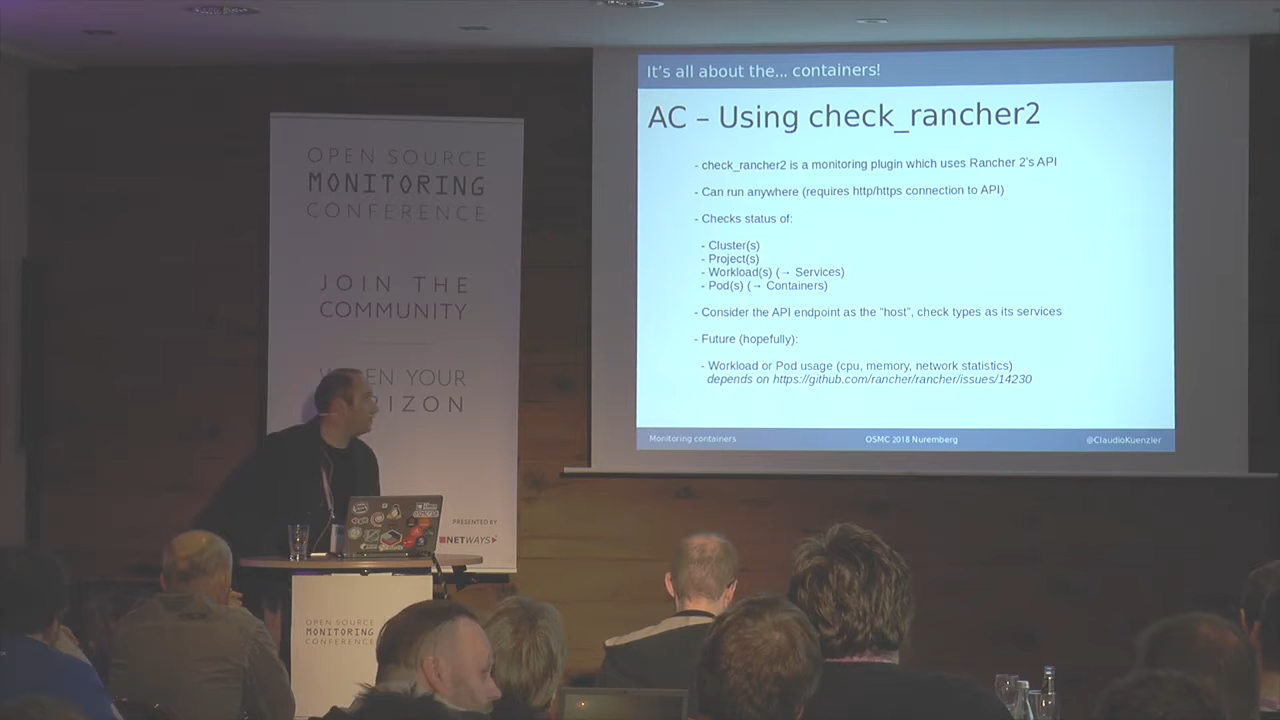 OPEN SOURCE
MONITORING
CONFERENCE
JOIN THE
COMMUNITY
EN YOUR
RIZON
PRESENTED BY
NETWAYS
OPEN SOURCE
MONITORING
CONFERENCE
It's all about the... containers!
AC – Using check_rancher2
- check_rancher2 is a monitoring plugin which uses Rancher 2's API
- Can run anywhere (requires http/https connection to API)
- Checks status of:
- Cluster(s)
- Project(s)
- Workload(s) (→ Services)
- Pod(s) (→ Containers)
- Consider the API endpoint as the "host", check types as its services
- Future (hopefully):
- Workload or Pod usage (cpu, memory, network statistics)
depends on https://github.com/rancher/rancher/issues/14230
Monitoring containers
OSMC 2018 Nuremberg
@ClaudioKuenzler